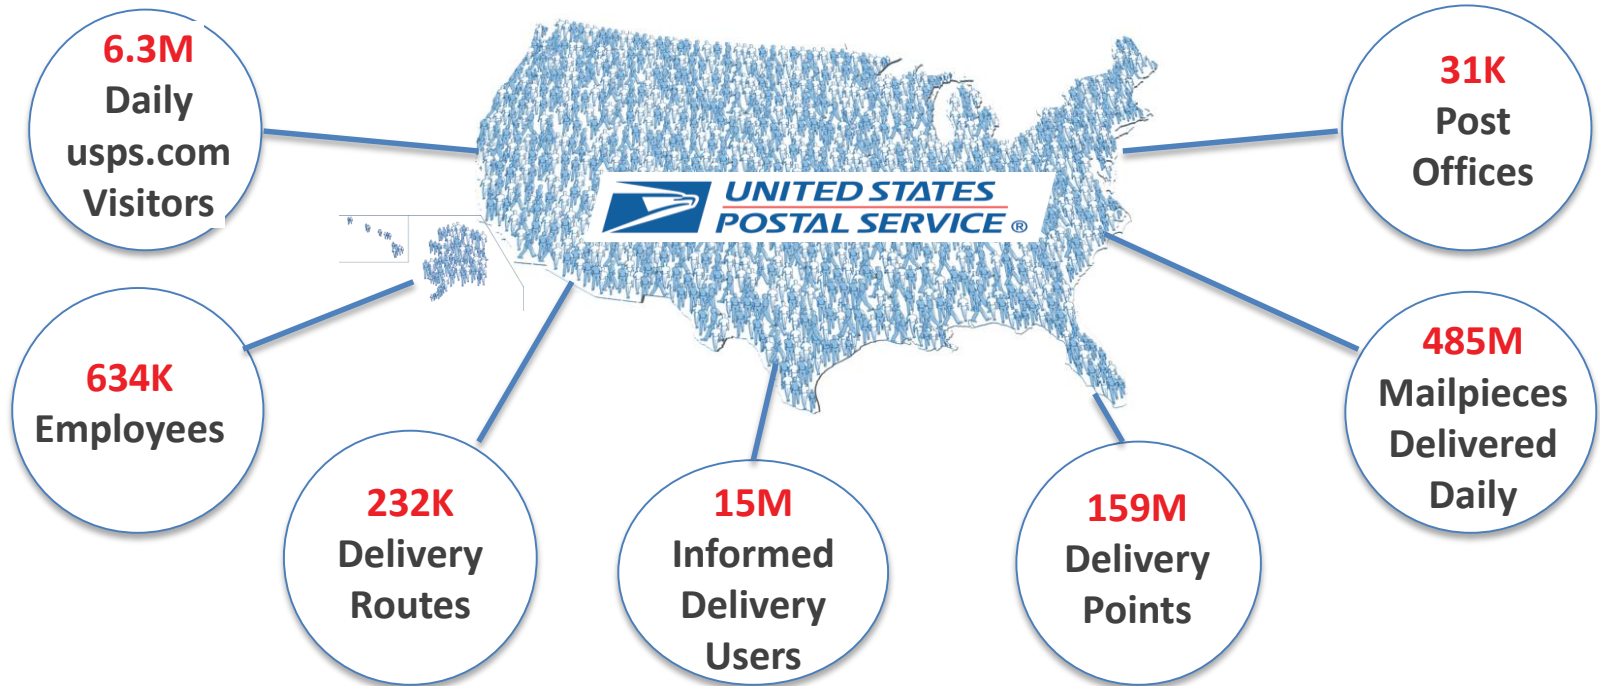 6.3M
Daily
usps.com
Visitors
31K
Post
Offices
UNITED STATES
POSTAL SERVICE ®
634K
Employees
485M
Mailpieces
Delivered
Daily
232K
Delivery
Routes
15M
Informed
Delivery
Users
159M
Delivery
Points